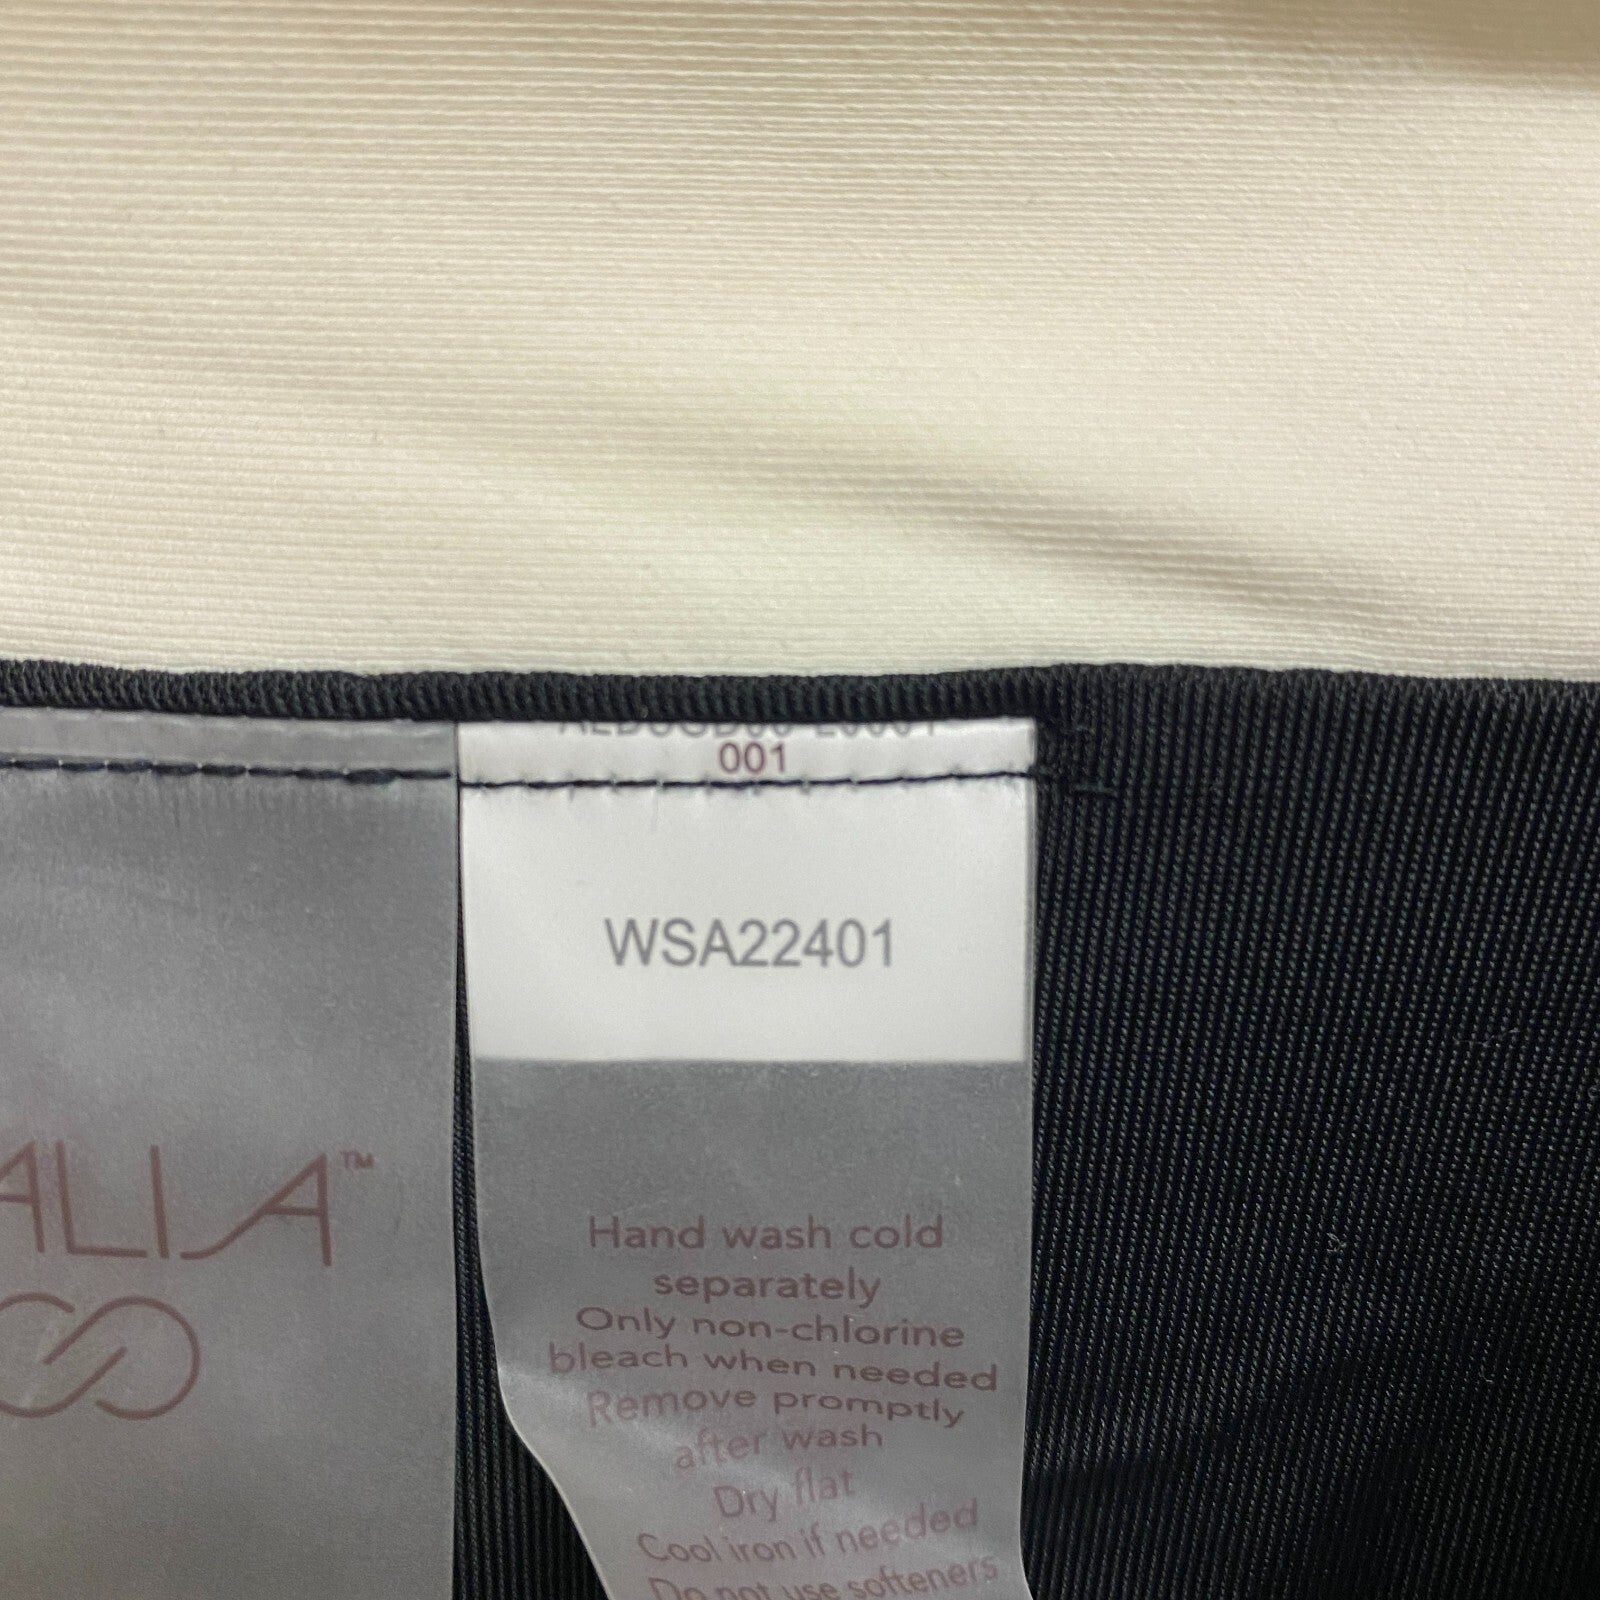 001
WSA22401
ALIA™
Hand wash cold
separately
Only non-chlorine
bleach when needed
Remove promptly
after wash
Dry flat
Cool iron if needed
Do not use softeners